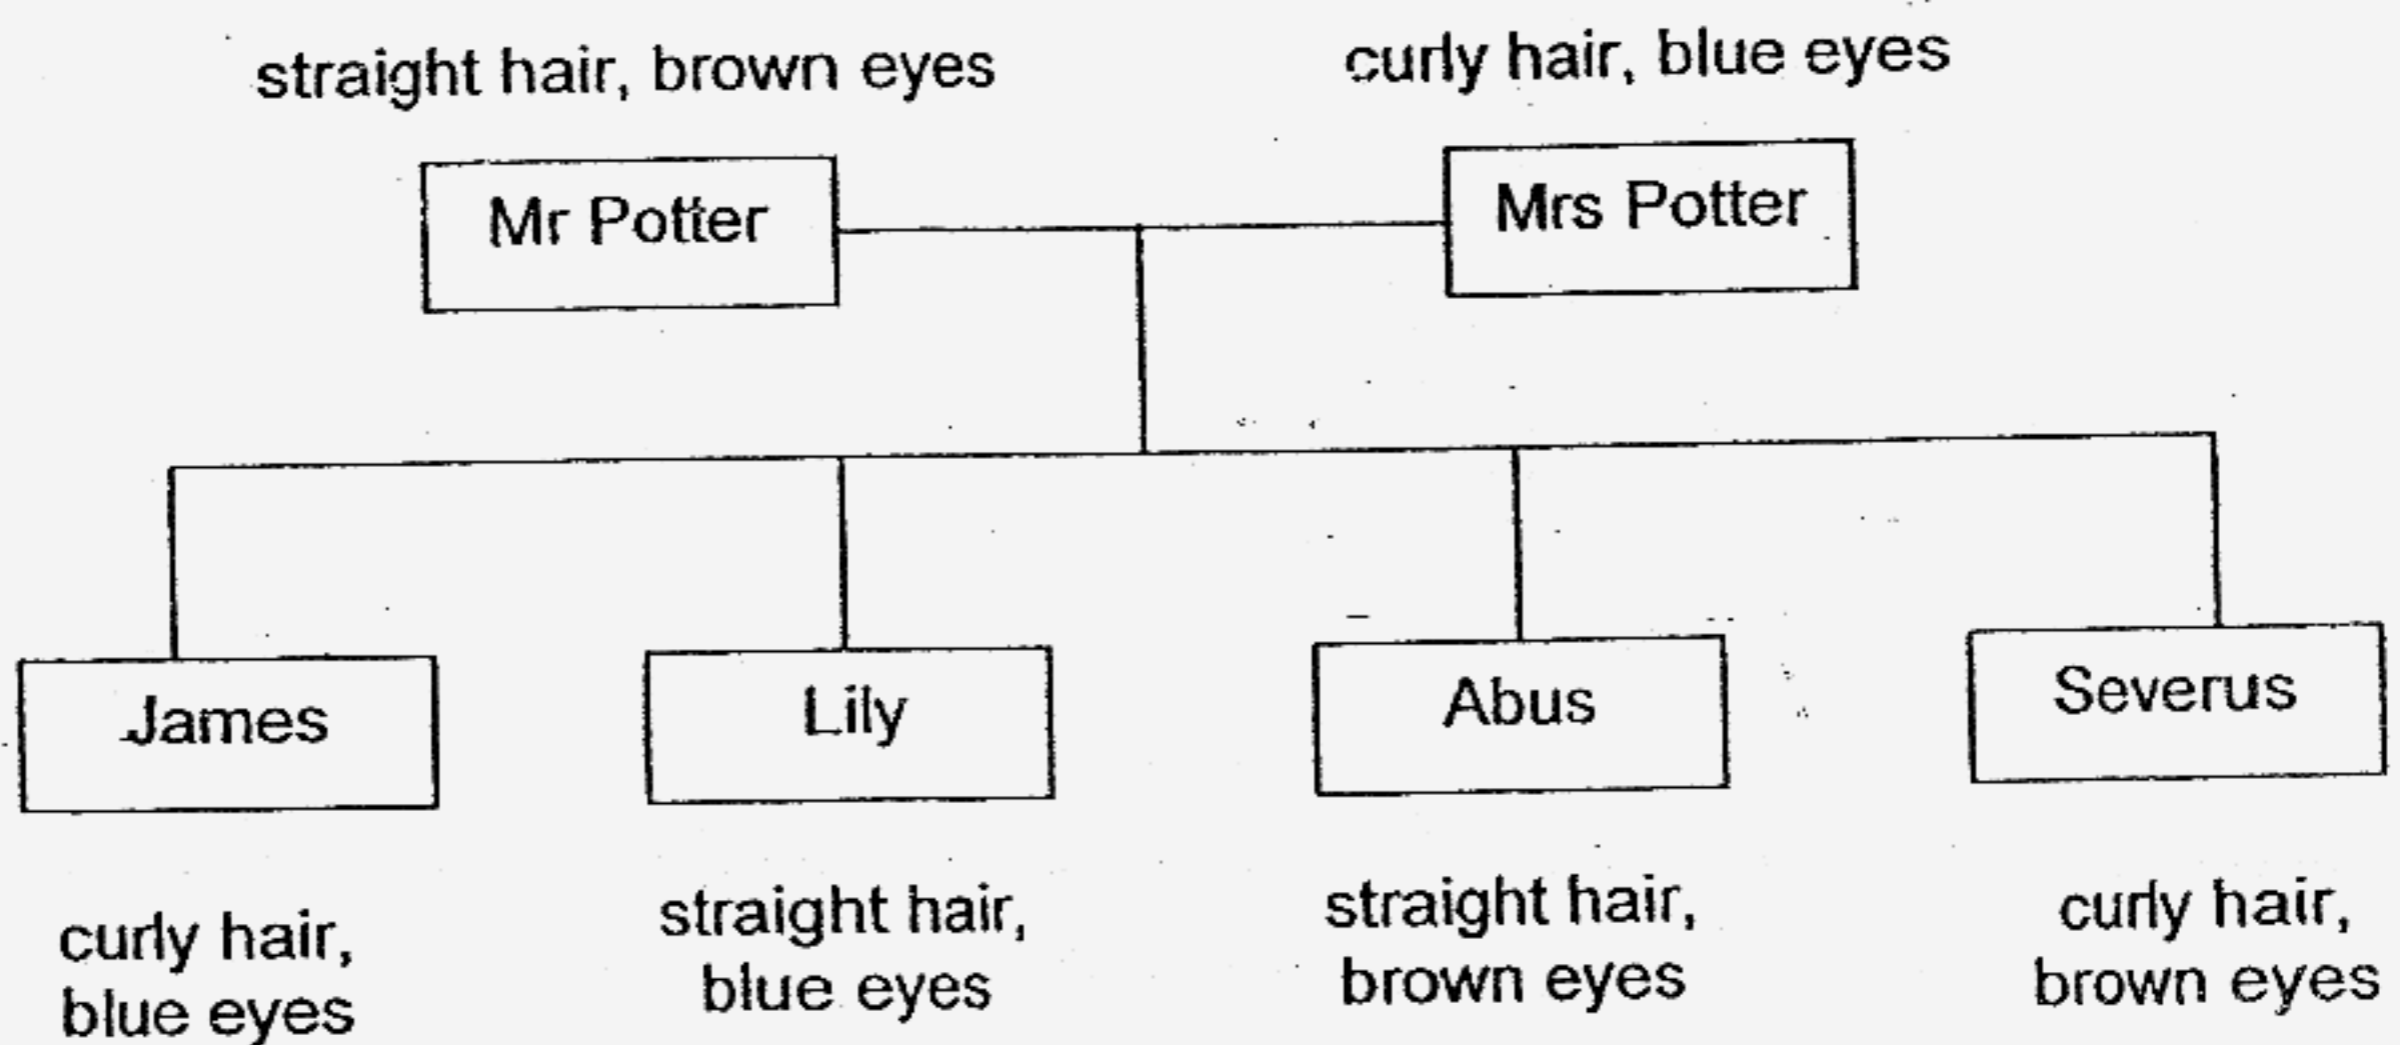 straight hair, brown eyes
curly hair, blue eyes
Mr Potter
Mrs Potter
James
Lily
Abus
Severus
curly hair,
blue eyes
straight hair,
blue eyes
straight hair,
brown eyes
curly hair,
brown eyes